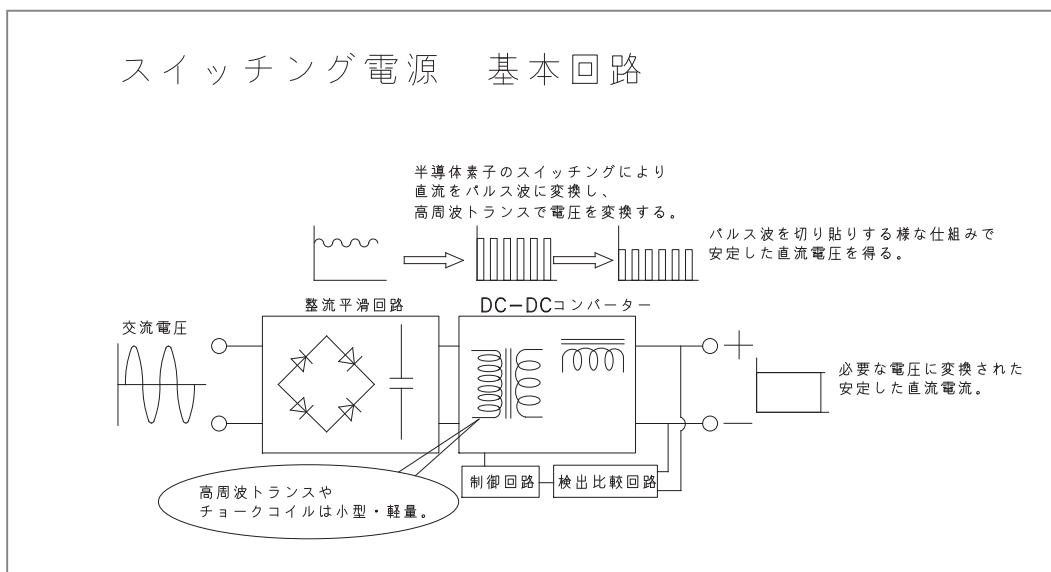 スイッチング電源　基本回路
半導体素子のスイッチングにより
直流をパルス波に変換し、
高周波トランスで電圧を変換する。
パルス波を切り貼りする様な仕組みで
安定した直流電圧を得る。
整流平滑回路
DC−DCコンバーター
交流電圧
必要な電圧に変換された
安定した直流電流。
制御回路
検出比較回路
高周波トランスや
チョークコイルは小型・軽量。